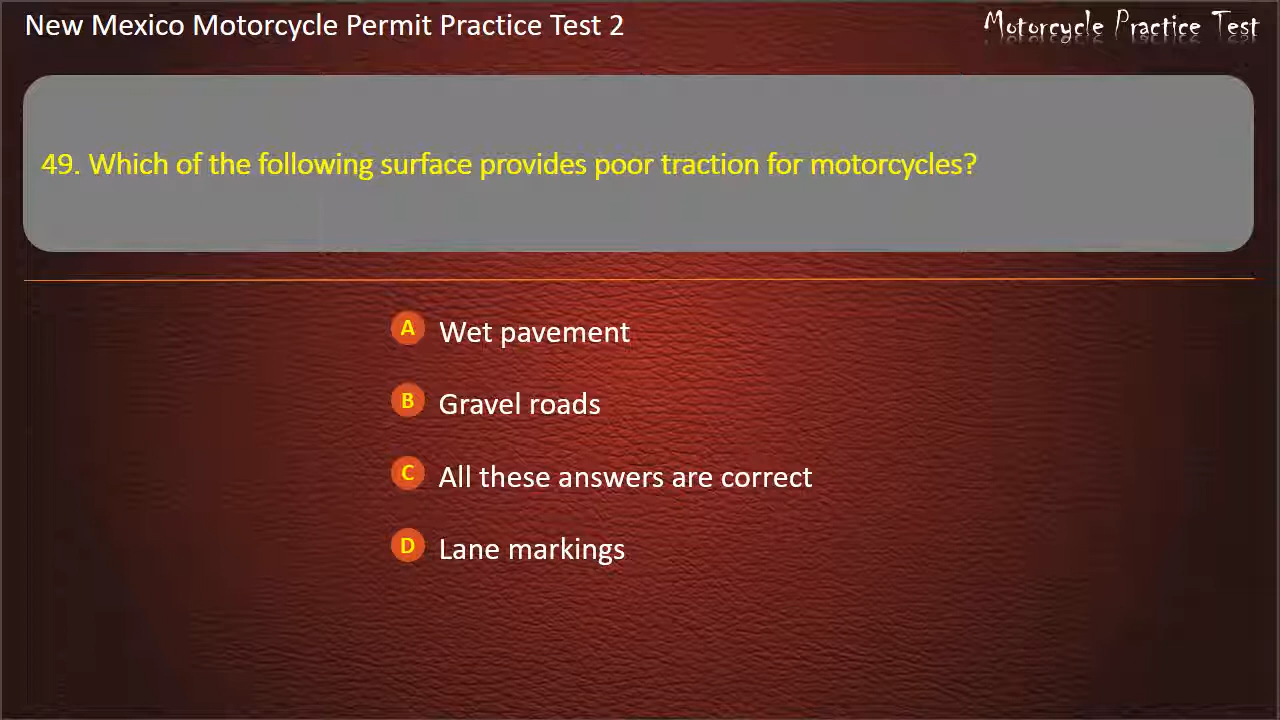 New Mexico Motorcycle Permit Practice Test 2
Motorcycle Practice Test
49. Which of the following surface provides poor traction for motorcycles?
A Wet pavement
B Gravel roads
C All these answers are correct
D Lane markings